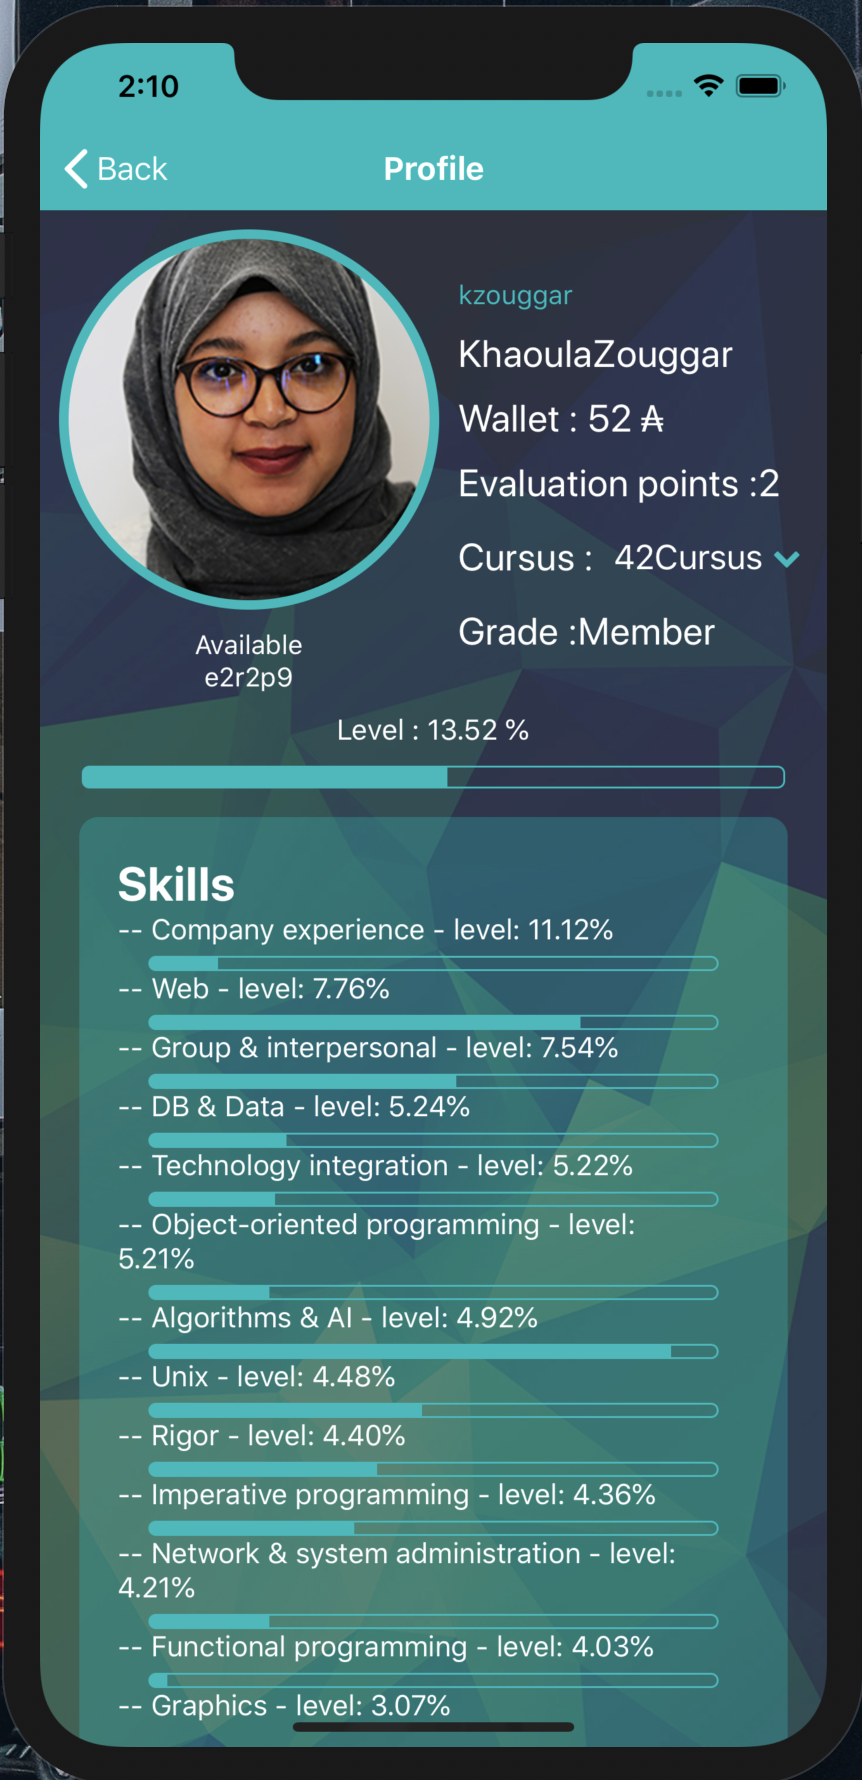 2:10
Back
Profile
kzouggar
KhaoulaZouggar
Wallet : 52 ₳
Evaluation points :2
Cursus : 42Cursus
Grade :Member
Available
e2r2p9
Level : 13.52 %
Skills
-- Company experience - level: 11.12%
-- Web - level: 7.76%
-- Group & interpersonal - level: 7.54%
-- DB & Data - level: 5.24%
-- Technology integration - level: 5.22%
-- Object-oriented programming - level:
5.21%
-- Algorithms & AI - level: 4.92%
-- Unix - level: 4.48%
-- Rigor - level: 4.40%
-- Imperative programming - level: 4.36%
-- Network & system administration - level:
4.21%
-- Functional programming - level: 4.03%
-- Graphics - level: 3.07%